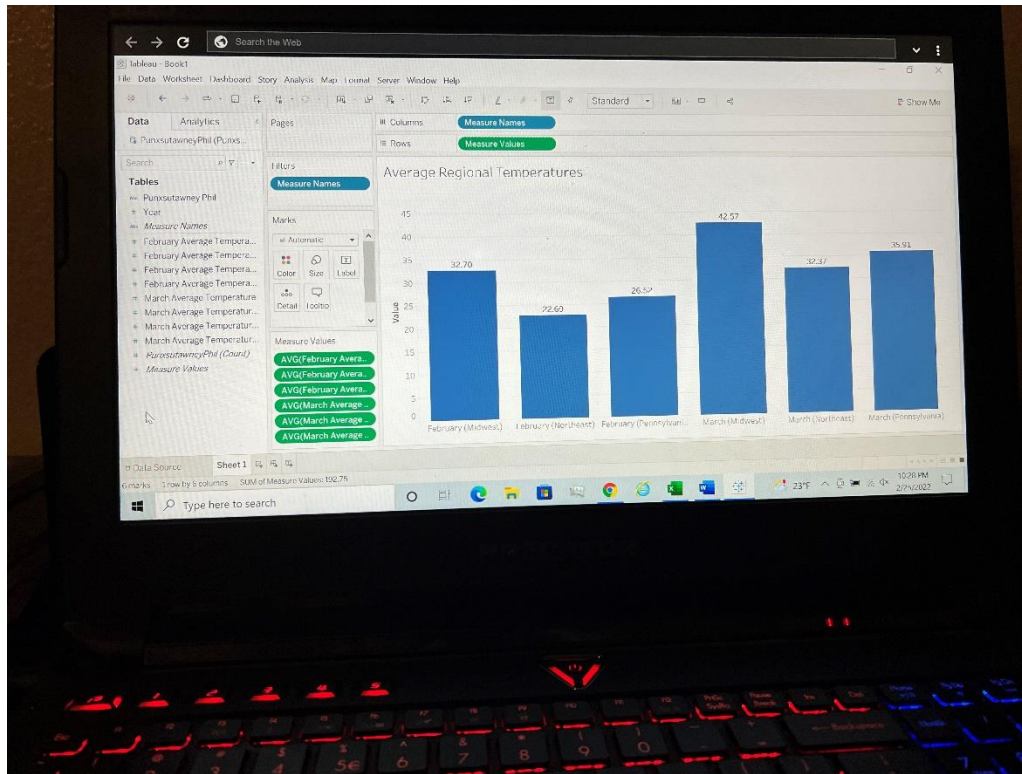 Search the Web
Tableau - Book1
File Data Worksheet Dashboard Story Analysis Map Format Server Window Help
Standard
Show Me
Data Analytics
Pages
Columns Measure Names
PunxsutawneyPhil (Punxs...
Rows Measure Values
Search
Filters
Measure Names
Average Regional Temperatures
Tables
Punxsutawney Phil
Year
Measure Names
February Average Tempera...
February Average Tempera...
February Average Tempera...
February Average Tempera...
March Average Temperature
March Average Temperatur...
March Average Temperatur...
March Average Temperatur...
PunxsutawneyPhil (Count)
Measure Values
Marks
Automatic
Color Size Label
Detail Tooltip
Measure Values
AVG(February Avera..
AVG(February Avera..
AVG(February Avera..
AVG(March Average ..
AVG(March Average ..
AVG(March Average ..
Value
45
40
35
30
25
20
15
10
5
0
32.70
22.69
26.52
42.57
32.37
35.91
February (Midwest)
February (Northeast)
February (Pennsylvani..
March (Midwest)
March (Northeast)
March (Pennsylvania)
Data Source Sheet 1
6 marks 1 row by 6 columns SUM of Measure Values: 192.75
Type here to search
23°F
10:28 PM